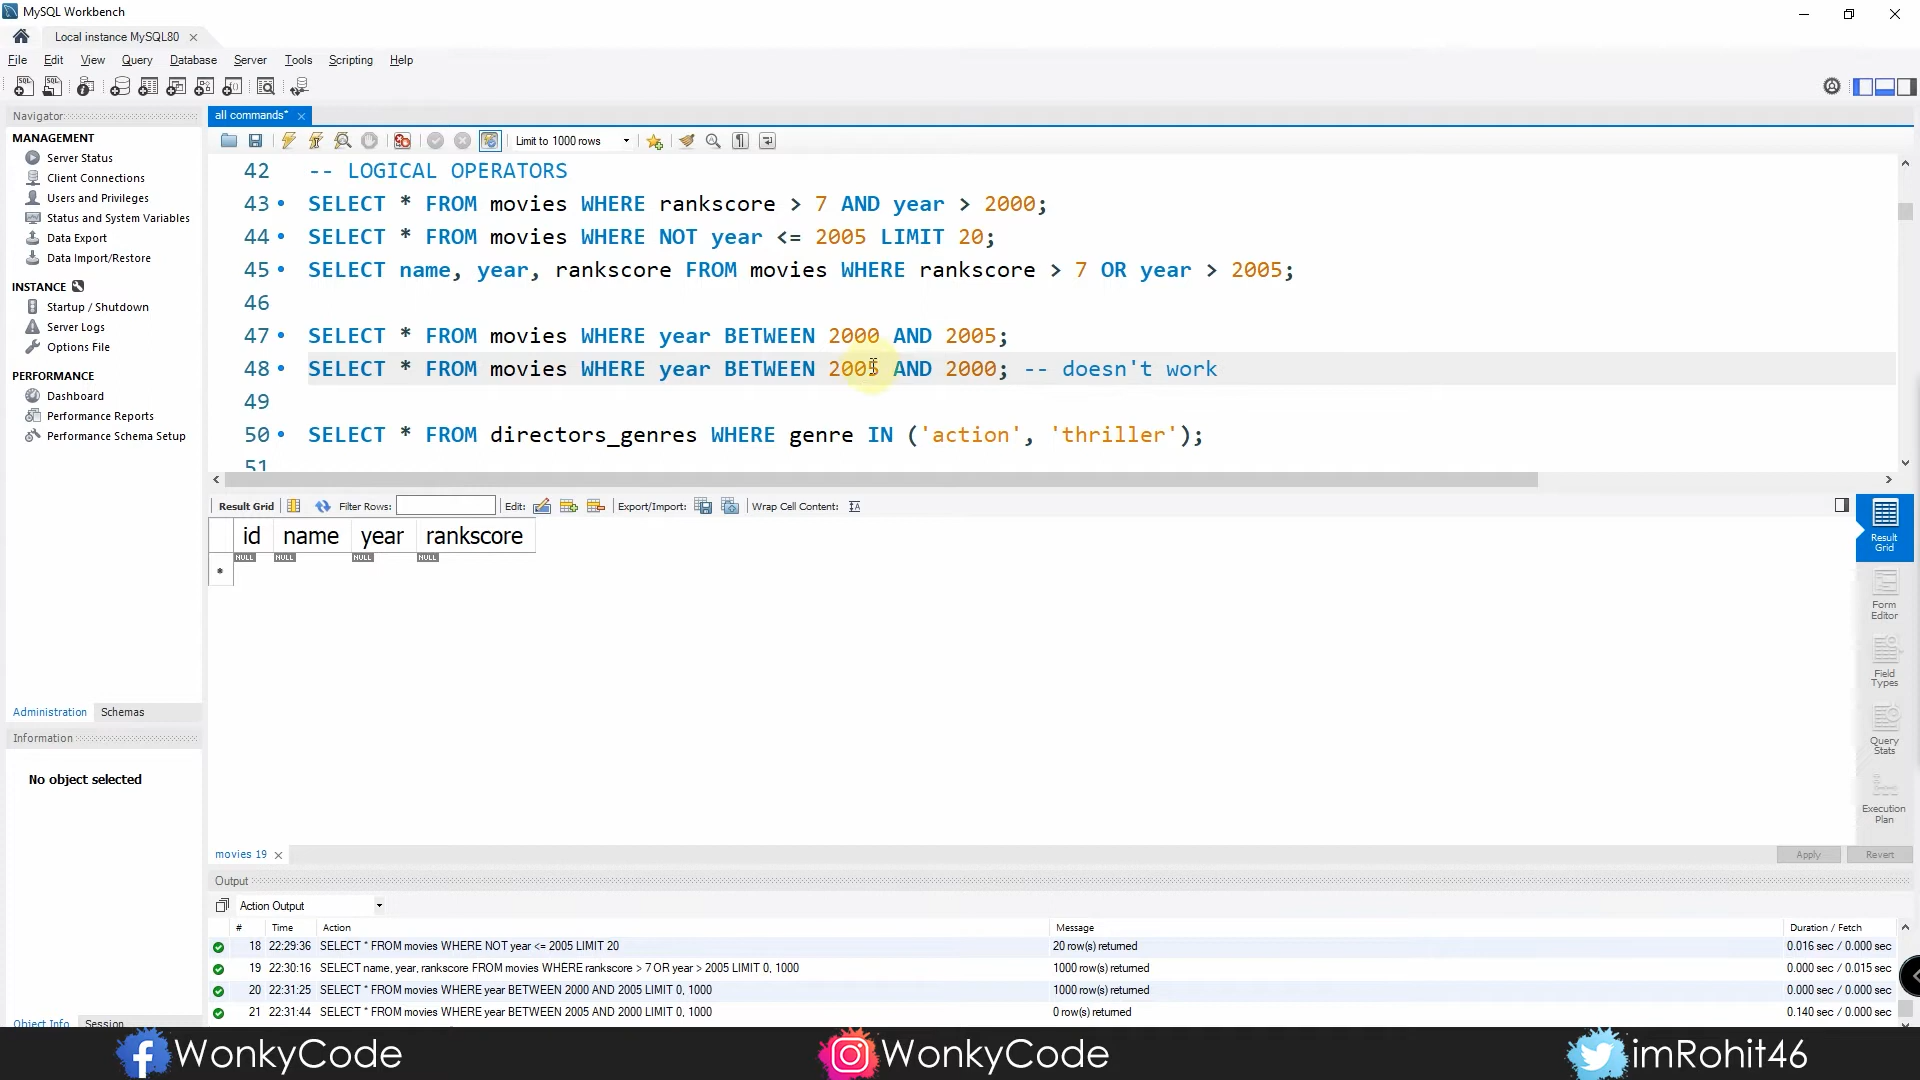 MySQL Workbench
Local instance MySQL80
File Edit View Query Database Server Tools Scripting Help
Navigator
MANAGEMENT
Server Status
Client Connections
Users and Privileges
Status and System Variables
Data Export
Data Import/Restore
INSTANCE
Startup / Shutdown
Server Logs
Options File
PERFORMANCE
Dashboard
Performance Reports
Performance Schema Setup
Administration Schemas
Information
No object selected
Object Info Session
all commands*
Limit to 1000 rows
42 -- LOGICAL OPERATORS
43 SELECT * FROM movies WHERE rankscore > 7 AND year > 2000;
44 SELECT * FROM movies WHERE NOT year <= 2005 LIMIT 20;
45 SELECT name, year, rankscore FROM movies WHERE rankscore > 7 OR year > 2005;
46
47 SELECT * FROM movies WHERE year BETWEEN 2000 AND 2005;
48 SELECT * FROM movies WHERE year BETWEEN 2005 AND 2000; -- doesn't work
49
50 SELECT * FROM directors_genres WHERE genre IN ('action', 'thriller');
51
Result Grid Filter Rows: Edit: Export/Import: Wrap Cell Content:
id name year rankscore
NULL NULL NULL NULL
Result Grid
Form Editor
Field Types
Query Stats
Execution Plan
movies 19 Apply Revert
Output
Action Output
# Time Action Message Duration / Fetch
18 22:29:36 SELECT * FROM movies WHERE NOT year <= 2005 LIMIT 20 20 row(s) returned 0.016 sec / 0.000 sec
19 22:30:16 SELECT name, year, rankscore FROM movies WHERE rankscore > 7 OR year > 2005 LIMIT 0, 1000 1000 row(s) returned 0.000 sec / 0.015 sec
20 22:31:25 SELECT * FROM movies WHERE year BETWEEN 2000 AND 2005 LIMIT 0, 1000 1000 row(s) returned 0.000 sec / 0.000 sec
21 22:31:44 SELECT * FROM movies WHERE year BETWEEN 2005 AND 2000 LIMIT 0, 1000 0 row(s) returned 0.140 sec / 0.000 sec
WonkyCode WonkyCode imRohit46